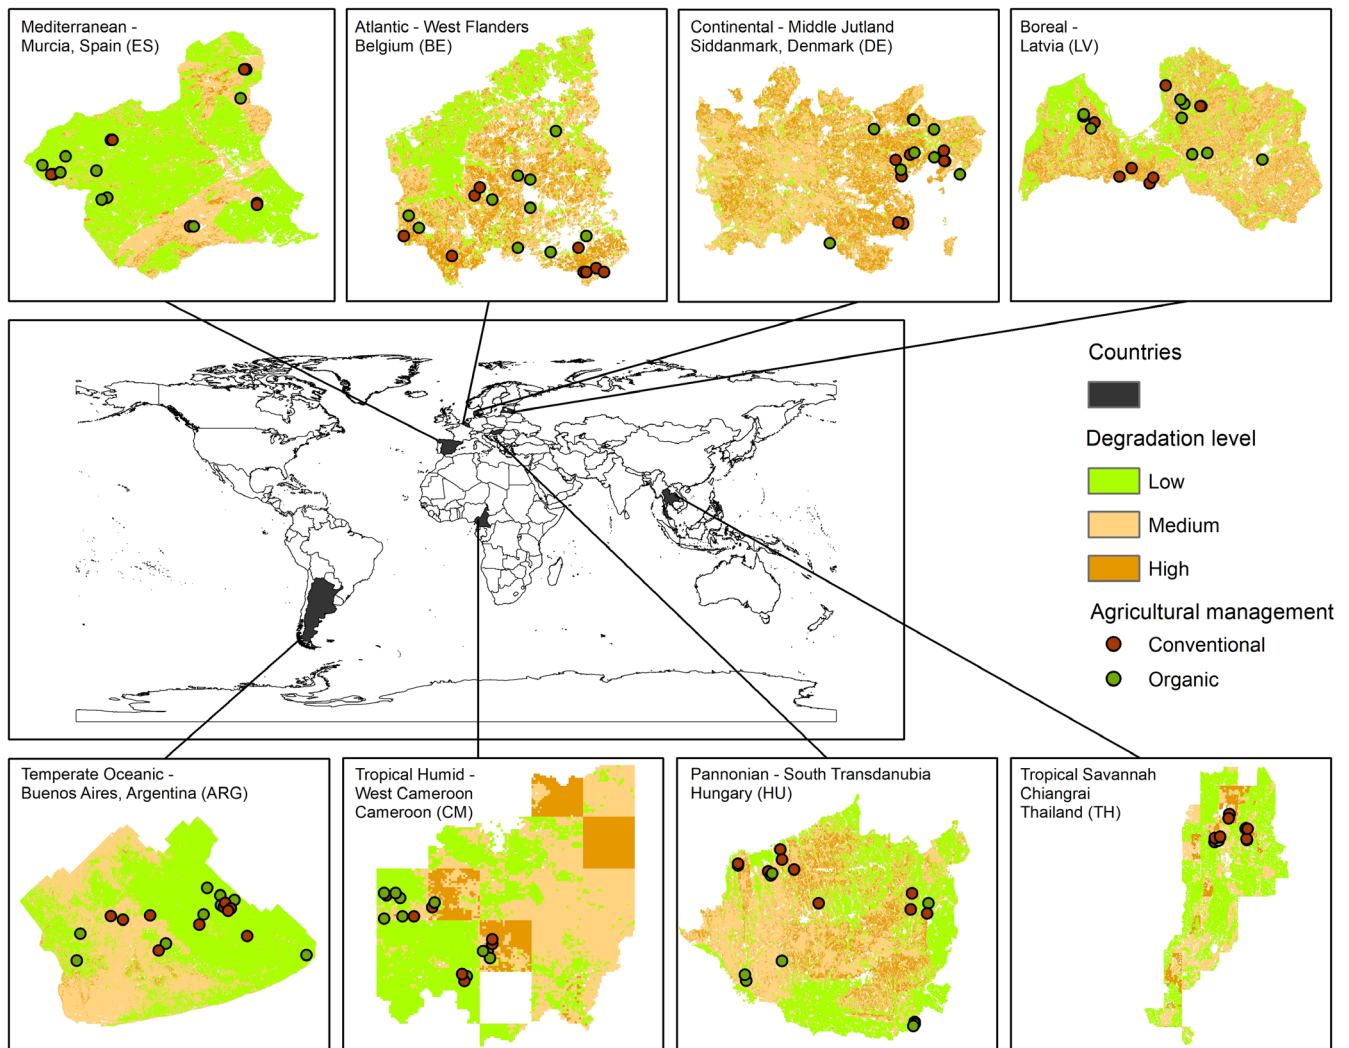 Mediterranean -
Murcia, Spain (ES)
Atlantic - West Flanders
Belgium (BE)
Continental - Middle Jutland
Siddanmark, Denmark (DE)
Boreal -
Latvia (LV)
Countries
Degradation level
Low
Medium
High
Agricultural management
Conventional
Organic
Temperate Oceanic -
Buenos Aires, Argentina (ARG)
Tropical Humid -
West Cameroon
Cameroon (CM)
Pannonian - South Transdanubia
Hungary (HU)
Tropical Savannah
Chiangrai
Thailand (TH)